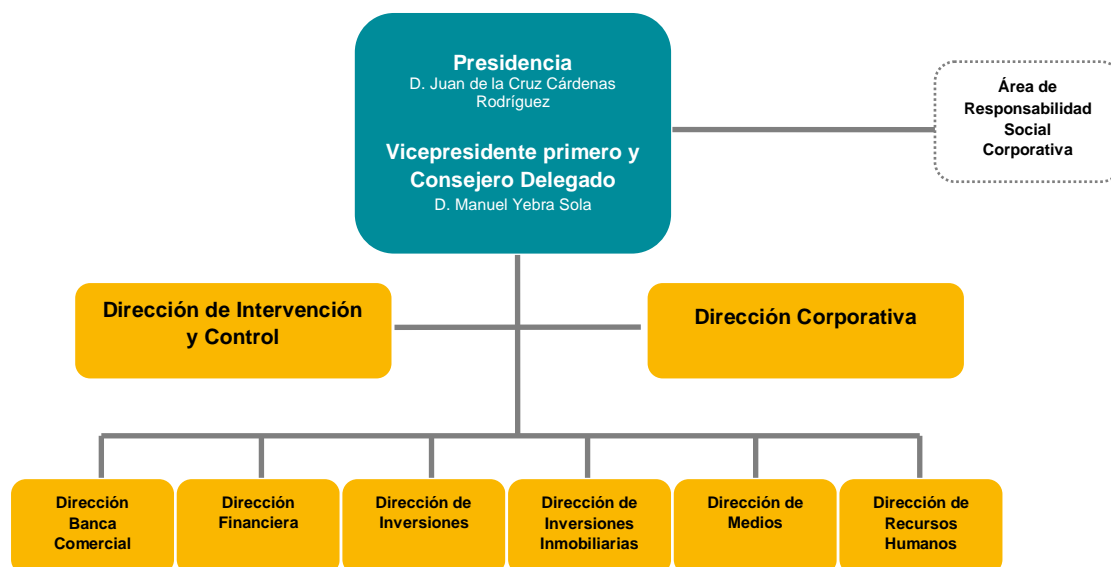 Presidencia
D. Juan de la Cruz Cárdenas
Rodríguez
Vicepresidente primero y
Consejero Delegado
D. Manuel Yebra Sola
Área de
Responsabilidad
Social
Corporativa
Dirección de Intervención
y Control
Dirección Corporativa
Dirección
Banca
Comercial
Dirección
Financiera
Dirección de
Inversiones
Dirección de
Inversiones
Inmobiliarias
Dirección de
Medios
Dirección de
Recursos
Humanos